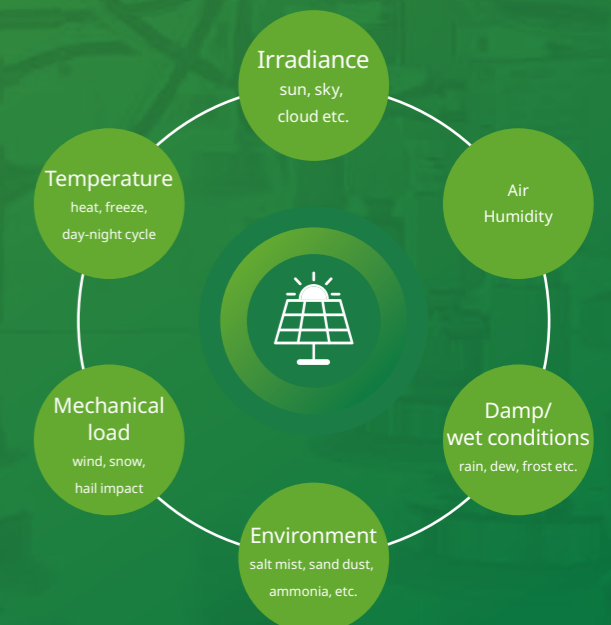 Irradiance
sun, sky,
cloud etc.
Air
Humidity
Damp/
wet conditions
rain, dew, frost etc.
Environment
salt mist, sand dust,
ammonia, etc.
Mechanical
load
wind, snow,
hail impact
Temperature
heat, freeze,
day-night cycle